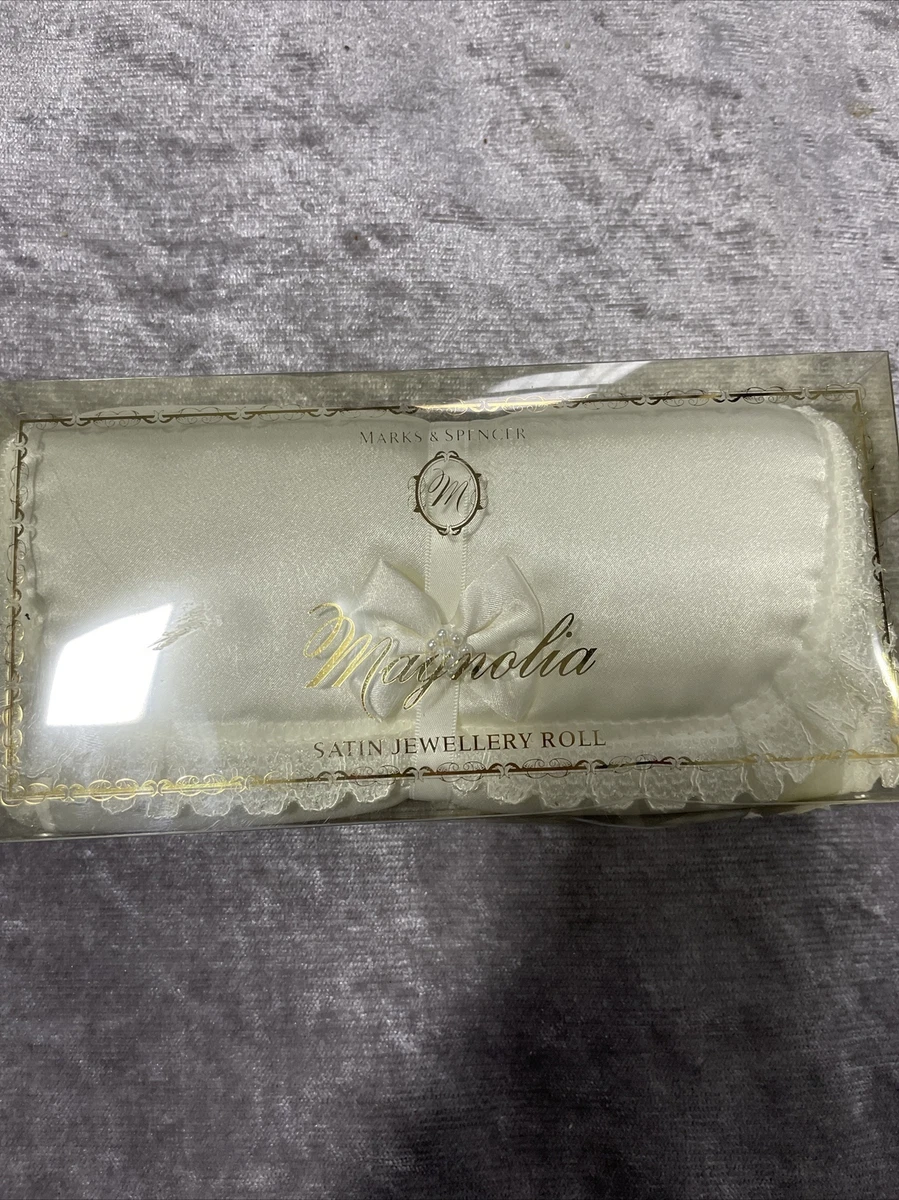 MARKS & SPENCER
M
Magnolia
SATIN JEWELLERY ROLL